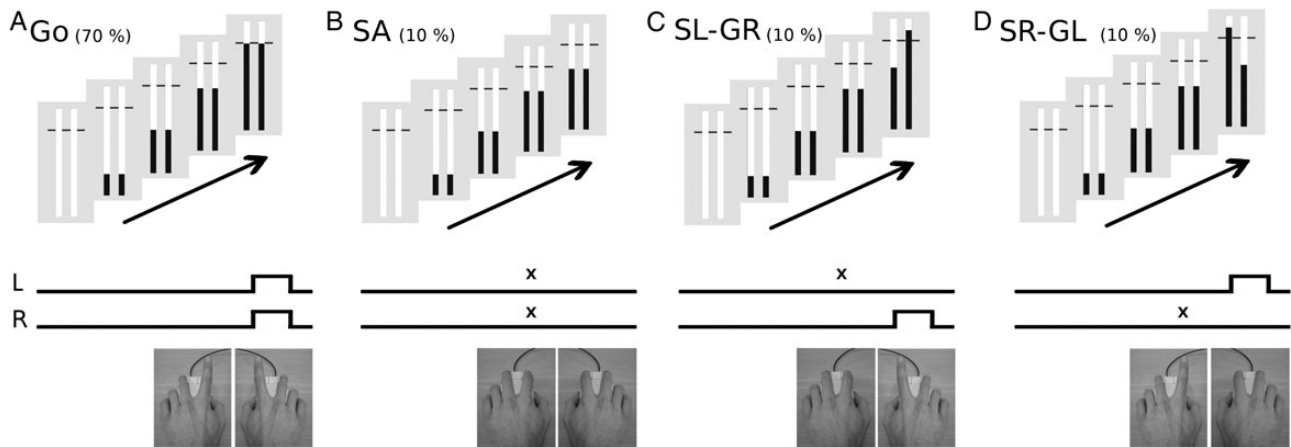 A Go (70 %)
B SA (10 %)
C SL-GR (10 %)
D SR-GL (10 %)
L x x
R x x